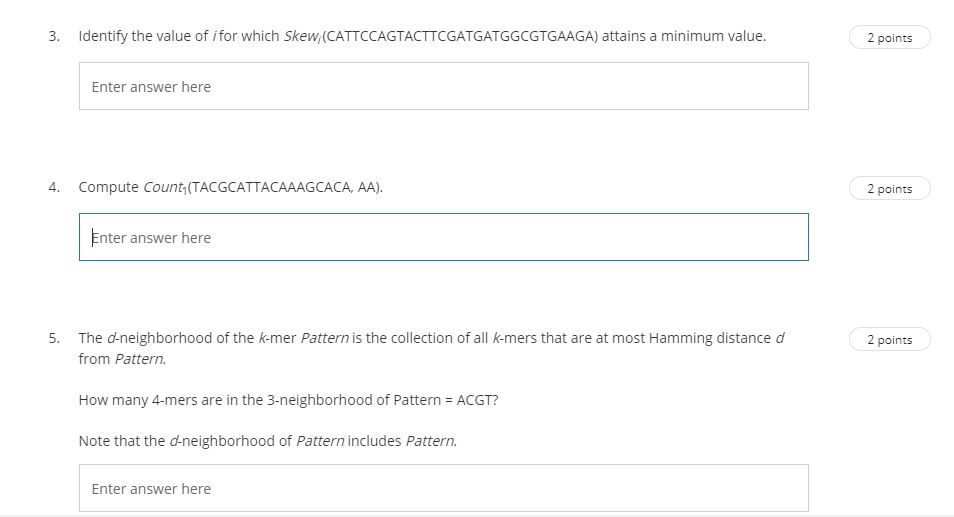 3. Identify the value of i for which Skewᵢ(CATTCCAGTACTTCGATGATGGCGTGAAGA) attains a minimum value. 2 points
Enter answer here
4. Compute Count₁(TACGCATTACAAAGCACA, AA). 2 points
Enter answer here
5. The d-neighborhood of the k-mer Pattern is the collection of all k-mers that are at most Hamming distance d 2 points
from Pattern.
How many 4-mers are in the 3-neighborhood of Pattern = ACGT?
Note that the d-neighborhood of Pattern includes Pattern.
Enter answer here